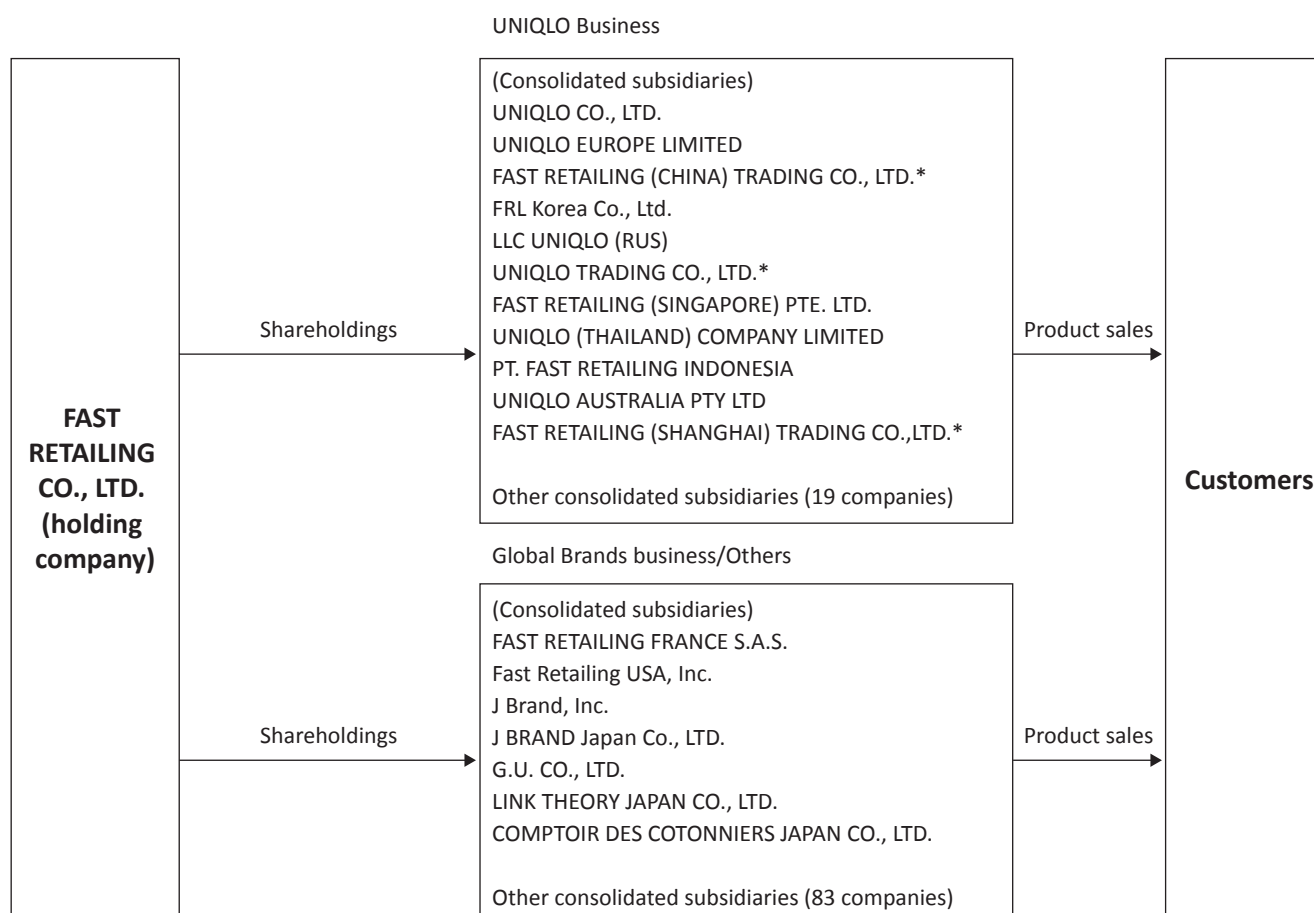 UNIQLO Business
FAST
RETAILING
CO., LTD.
(holding
company)
Shareholdings
(Consolidated subsidiaries)
UNIQLO CO., LTD.
UNIQLO EUROPE LIMITED
FAST RETAILING (CHINA) TRADING CO., LTD.*
FRL Korea Co., Ltd.
LLC UNIQLO (RUS)
UNIQLO TRADING CO., LTD.*
FAST RETAILING (SINGAPORE) PTE. LTD.
UNIQLO (THAILAND) COMPANY LIMITED
PT. FAST RETAILING INDONESIA
UNIQLO AUSTRALIA PTY LTD
FAST RETAILING (SHANGHAI) TRADING CO.,LTD.*
Other consolidated subsidiaries (19 companies)
Product sales
Customers
Global Brands business/Others
Shareholdings
(Consolidated subsidiaries)
FAST RETAILING FRANCE S.A.S.
Fast Retailing USA, Inc.
J Brand, Inc.
J BRAND Japan Co., LTD.
G.U. CO., LTD.
LINK THEORY JAPAN CO., LTD.
COMPTOIR DES COTONNIERS JAPAN CO., LTD.
Other consolidated subsidiaries (83 companies)
Product sales